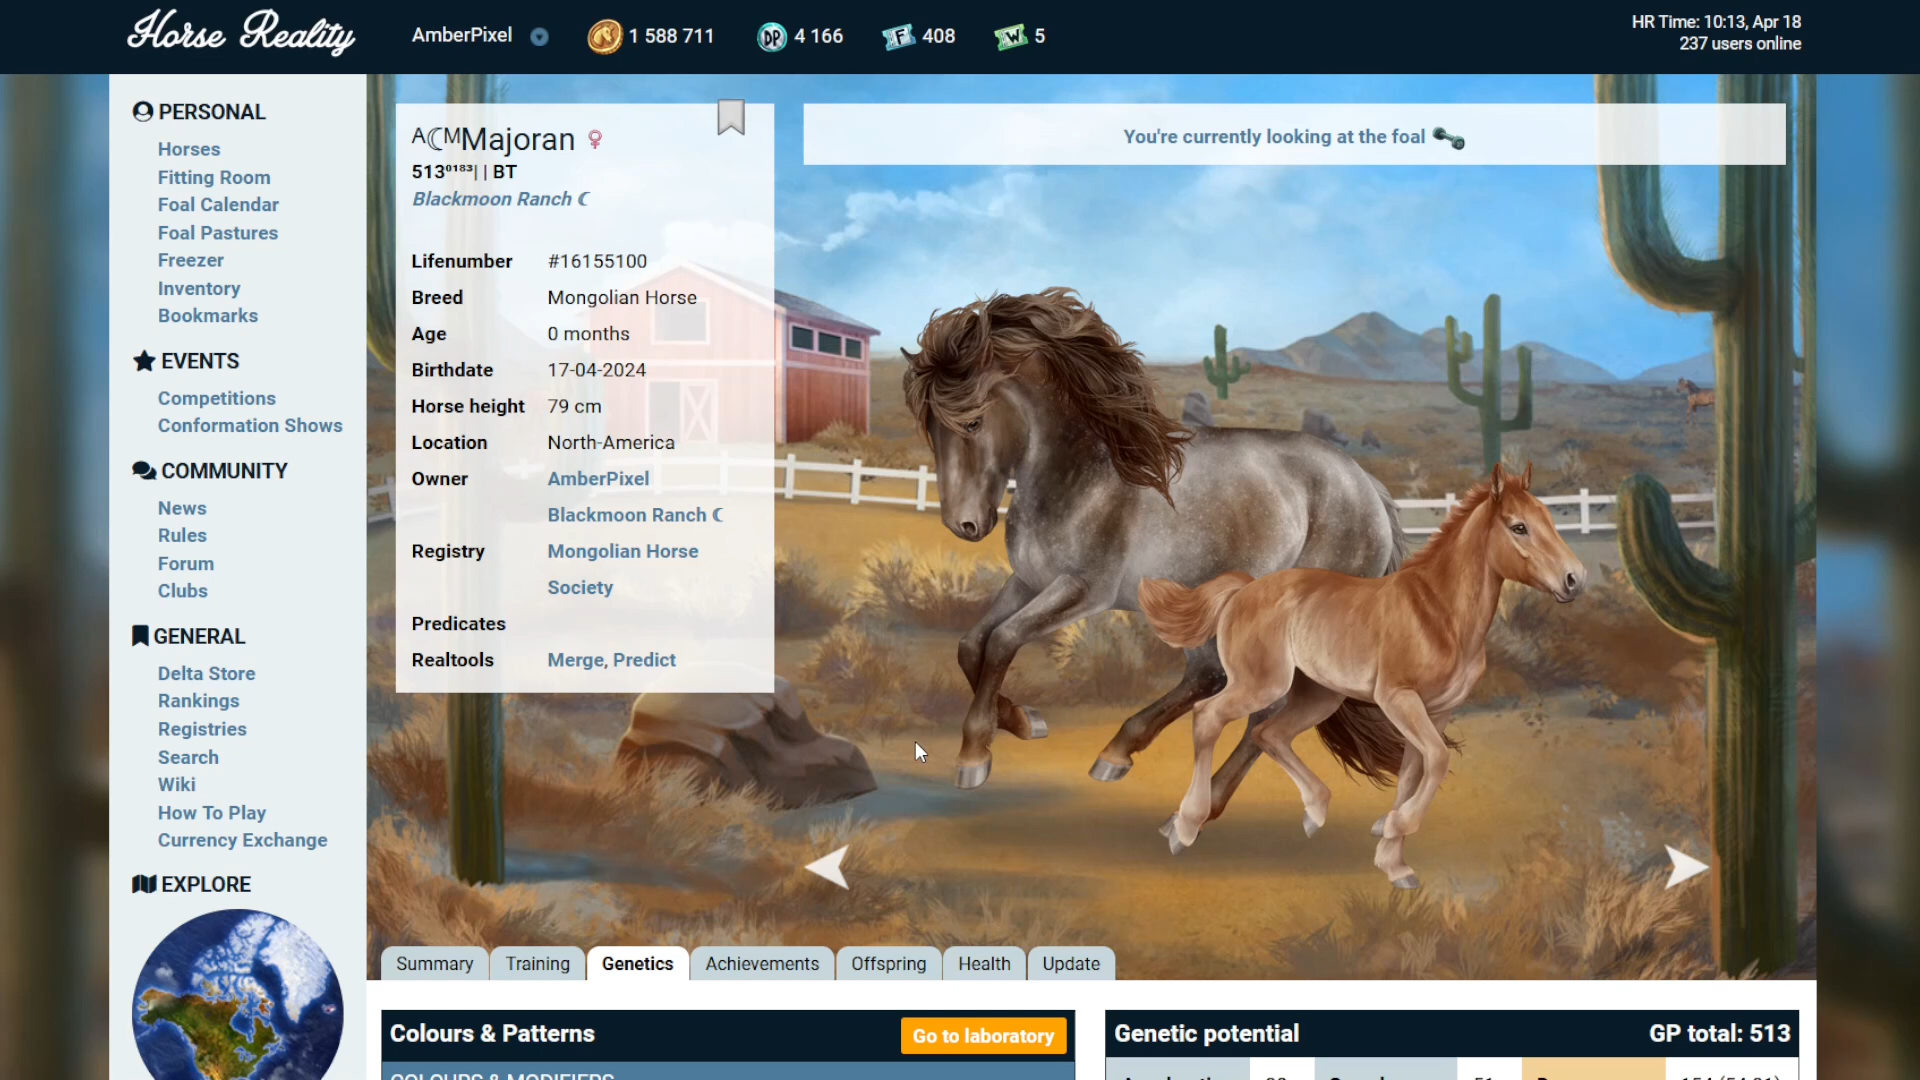 Horse Reality
AmberPixel
1 588 711
DP 4 166
F 408
W 5
HR Time: 10:13, Apr 18
237 users online
PERSONAL
Horses
Fitting Room
Foal Calendar
Foal Pastures
Freezer
Inventory
Bookmarks
EVENTS
Competitions
Conformation Shows
COMMUNITY
News
Rules
Forum
Clubs
GENERAL
Delta Store
Rankings
Registries
Search
Wiki
How To Play
Currency Exchange
EXPLORE
ᴬ☾ᴹMajoran ♀
513⁰¹⁸³| | BT
Blackmoon Ranch ☾
Lifenumber #16155100
Breed Mongolian Horse
Age 0 months
Birthdate 17-04-2024
Horse height 79 cm
Location North-America
Owner AmberPixel
Blackmoon Ranch ☾
Registry Mongolian Horse
Society
Predicates
Realtools Merge, Predict
You're currently looking at the foal
Summary Training Genetics Achievements Offspring Health Update
Colours & Patterns Go to laboratory
COLOURS & MODIFIERS
Genetic potential GP total: 513